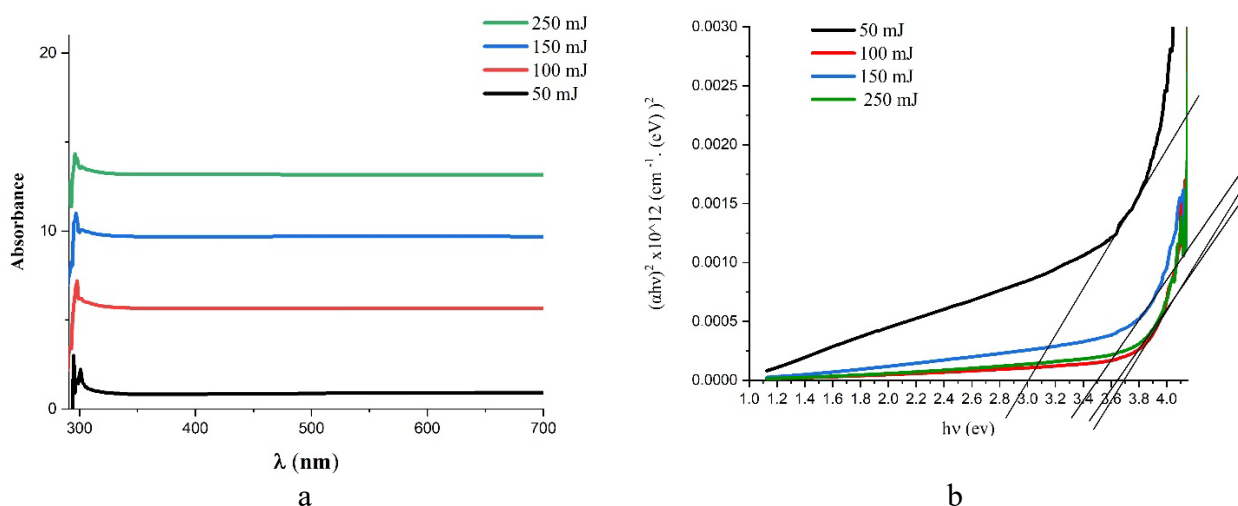 250 mJ
150 mJ
100 mJ
50 mJ
20
10
0
Absorbance
300 400 500 600 700
λ (nm)
a
50 mJ
100 mJ
150 mJ
250 mJ
0.0030
0.0025
0.0020
0.0015
0.0010
0.0005
0.0000
(αhν)² x10^12 (cm ⁻¹. (eV) )²
1.0 1.2 1.4 1.6 1.8 2.0 2.2 2.4 2.6 2.8 3.0 3.2 3.4 3.6 3.8 4.0
hν (ev)
b